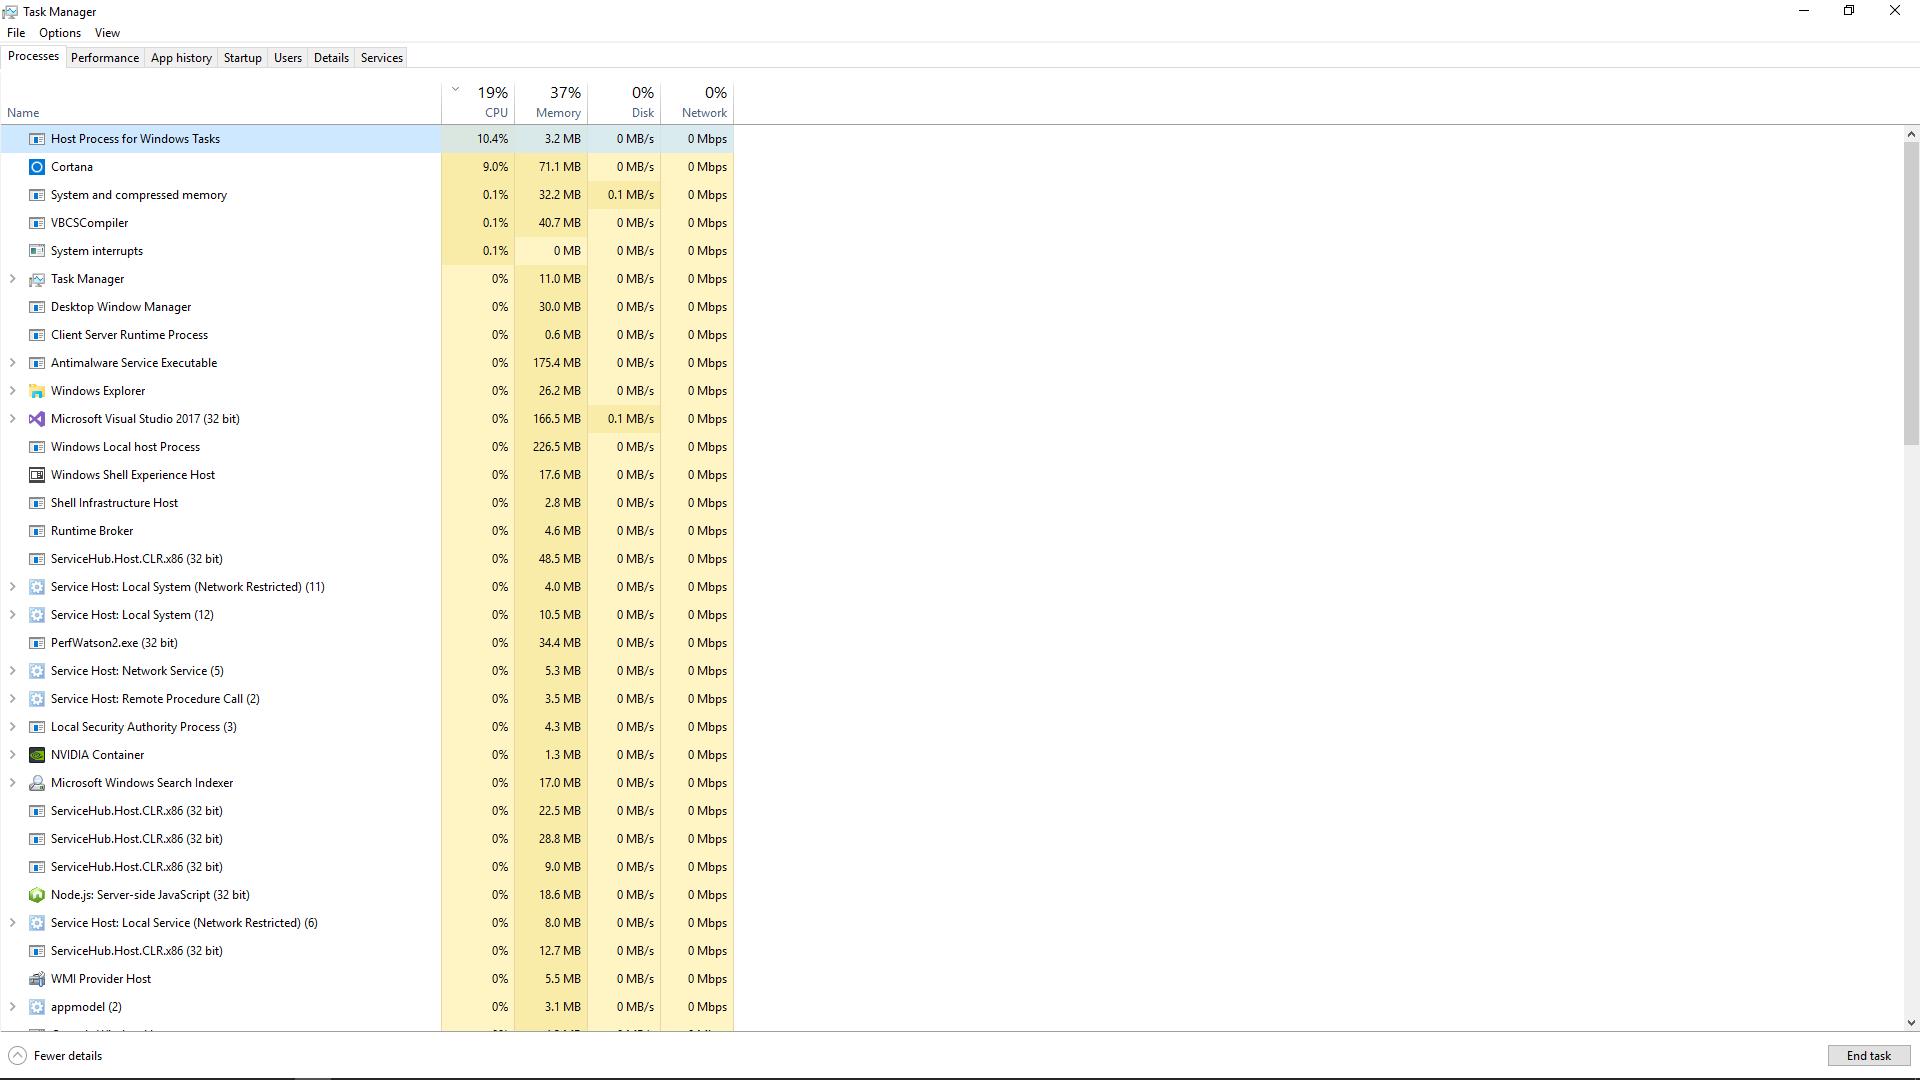 Task Manager
File Options View
Processes Performance App history Startup Users Details Services
19% 37% 0% 0%
Name CPU Memory Disk Network
Host Process for Windows Tasks 10.4% 3.2 MB 0 MB/s 0 Mbps
Cortana 9.0% 71.1 MB 0 MB/s 0 Mbps
System and compressed memory 0.1% 32.2 MB 0.1 MB/s 0 Mbps
VBCSCompiler 0.1% 40.7 MB 0 MB/s 0 Mbps
System interrupts 0.1% 0 MB 0 MB/s 0 Mbps
Task Manager 0% 11.0 MB 0 MB/s 0 Mbps
Desktop Window Manager 0% 30.0 MB 0 MB/s 0 Mbps
Client Server Runtime Process 0% 0.6 MB 0 MB/s 0 Mbps
Antimalware Service Executable 0% 175.4 MB 0 MB/s 0 Mbps
Windows Explorer 0% 26.2 MB 0 MB/s 0 Mbps
Microsoft Visual Studio 2017 (32 bit) 0% 166.5 MB 0.1 MB/s 0 Mbps
Windows Local host Process 0% 226.5 MB 0 MB/s 0 Mbps
Windows Shell Experience Host 0% 17.6 MB 0 MB/s 0 Mbps
Shell Infrastructure Host 0% 2.8 MB 0 MB/s 0 Mbps
Runtime Broker 0% 4.6 MB 0 MB/s 0 Mbps
ServiceHub.Host.CLR.x86 (32 bit) 0% 48.5 MB 0 MB/s 0 Mbps
Service Host: Local System (Network Restricted) (11) 0% 4.0 MB 0 MB/s 0 Mbps
Service Host: Local System (12) 0% 10.5 MB 0 MB/s 0 Mbps
PerfWatson2.exe (32 bit) 0% 34.4 MB 0 MB/s 0 Mbps
Service Host: Network Service (5) 0% 5.3 MB 0 MB/s 0 Mbps
Service Host: Remote Procedure Call (2) 0% 3.5 MB 0 MB/s 0 Mbps
Local Security Authority Process (3) 0% 4.3 MB 0 MB/s 0 Mbps
NVIDIA Container 0% 1.3 MB 0 MB/s 0 Mbps
Microsoft Windows Search Indexer 0% 17.0 MB 0 MB/s 0 Mbps
ServiceHub.Host.CLR.x86 (32 bit) 0% 22.5 MB 0 MB/s 0 Mbps
ServiceHub.Host.CLR.x86 (32 bit) 0% 28.8 MB 0 MB/s 0 Mbps
ServiceHub.Host.CLR.x86 (32 bit) 0% 9.0 MB 0 MB/s 0 Mbps
Node.js: Server-side JavaScript (32 bit) 0% 18.6 MB 0 MB/s 0 Mbps
Service Host: Local Service (Network Restricted) (6) 0% 8.0 MB 0 MB/s 0 Mbps
ServiceHub.Host.CLR.x86 (32 bit) 0% 12.7 MB 0 MB/s 0 Mbps
WMI Provider Host 0% 5.5 MB 0 MB/s 0 Mbps
appmodel (2) 0% 3.1 MB 0 MB/s 0 Mbps
Fewer details End task